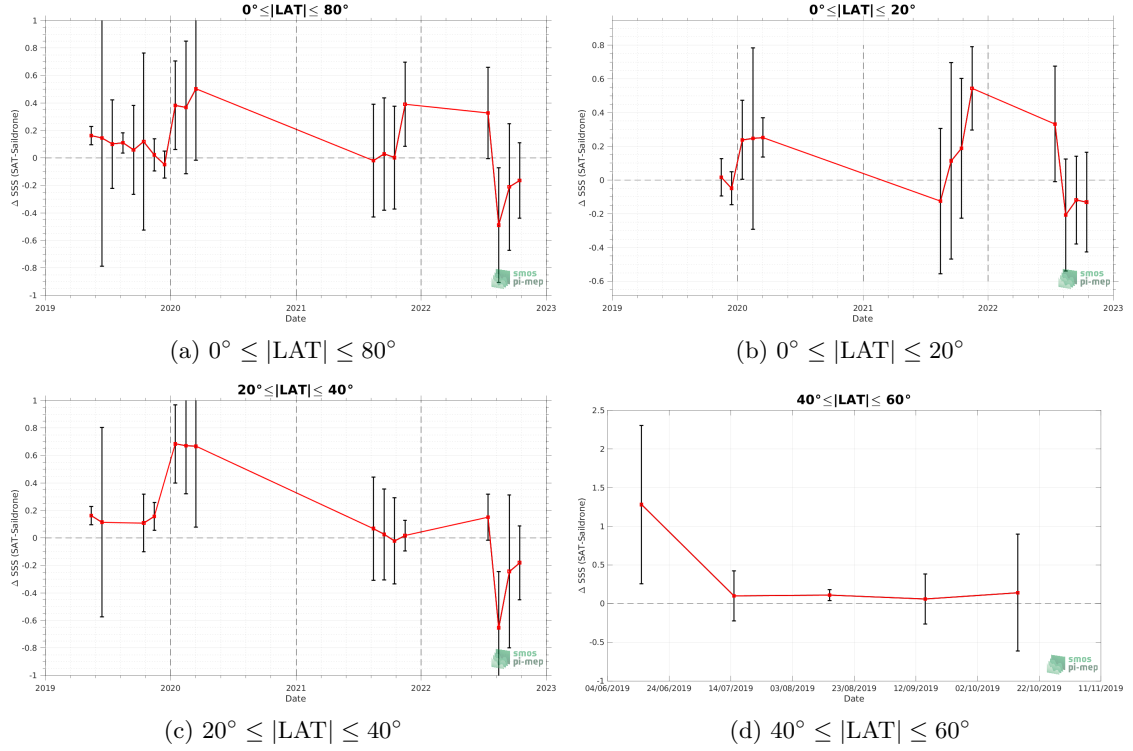 0°≤|LAT|≤ 80°
Δ SSS (SAT-Saildrone)
1
0.8
0.6
0.4
0.2
0
-0.2
-0.4
-0.6
-0.8
-1
2019 2020 2021 2022 2023
Date
smos
pi-mep
(a) 0° ≤ |LAT| ≤ 80°
0°≤|LAT|≤ 20°
Δ SSS (SAT-Saildrone)
0.8
0.6
0.4
0.2
0
-0.2
-0.4
-0.6
2019 2020 2021 2022 2023
Date
smos
pi-mep
(b) 0° ≤ |LAT| ≤ 20°
20°≤|LAT|≤ 40°
Δ SSS (SAT-Saildrone)
1
0.8
0.6
0.4
0.2
0
-0.2
-0.4
-0.6
-0.8
-1
2019 2020 2021 2022 2023
Date
smos
pi-mep
(c) 20° ≤ |LAT| ≤ 40°
40°≤|LAT|≤ 60°
Δ SSS (SAT-Saildrone)
2.5
2
1.5
1
0.5
0
-0.5
-1
04/06/2019 24/06/2019 14/07/2019 03/08/2019 23/08/2019 12/09/2019 02/10/2019 22/10/2019 11/11/2019
Date
smos
pi-mep
(d) 40° ≤ |LAT| ≤ 60°